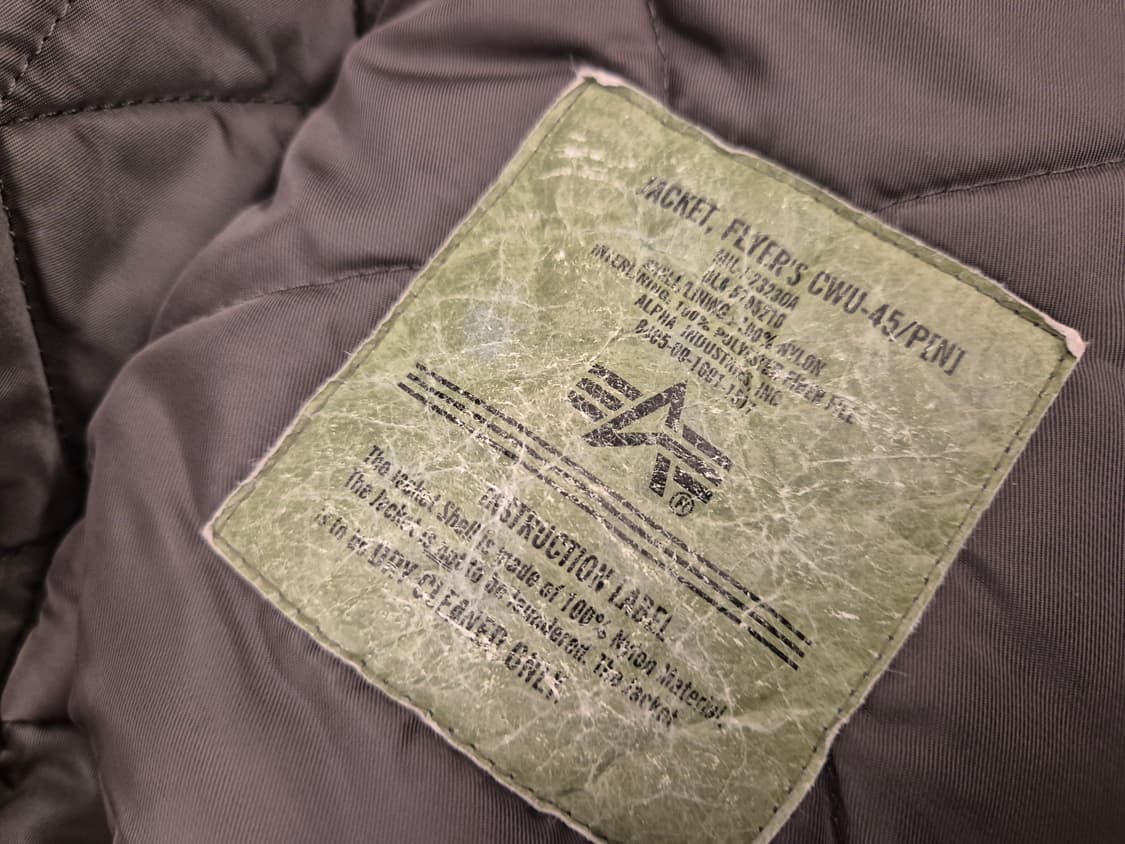 JACKET, FLYER'S CWU-45/P[EN]
SHELL/LINING: 100% NYLON
INTERLINING: 100% POLYESTER FIBER FILL
ALPHA INDUSTRIES, INC
®
INSTRUCTION LABEL
The Jacket Shell is made of 100% Nylon Material.
The Jacket is not to be laundered. The Jacket
is to be DRY CLEANED ONLY.